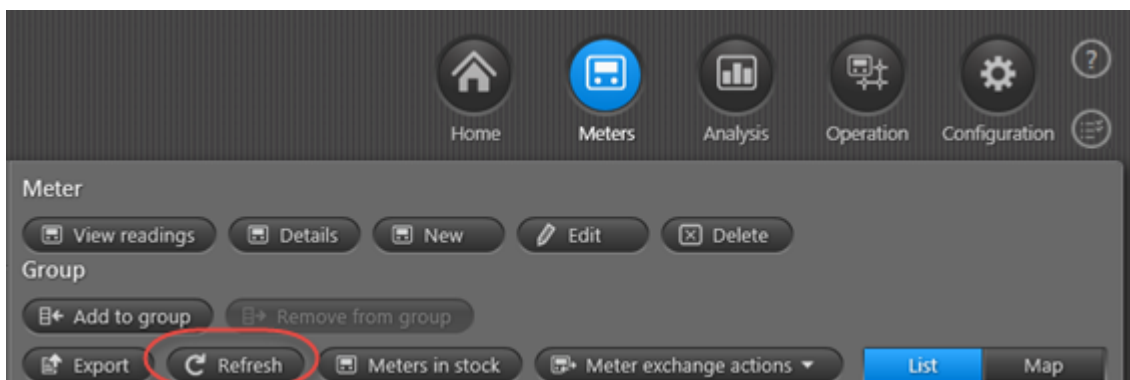 Home Meters Analysis Operation Configuration ?
Meter
View readings Details New Edit Delete
Group
Add to group Remove from group
Export Refresh Meters in stock Meter exchange actions List Map